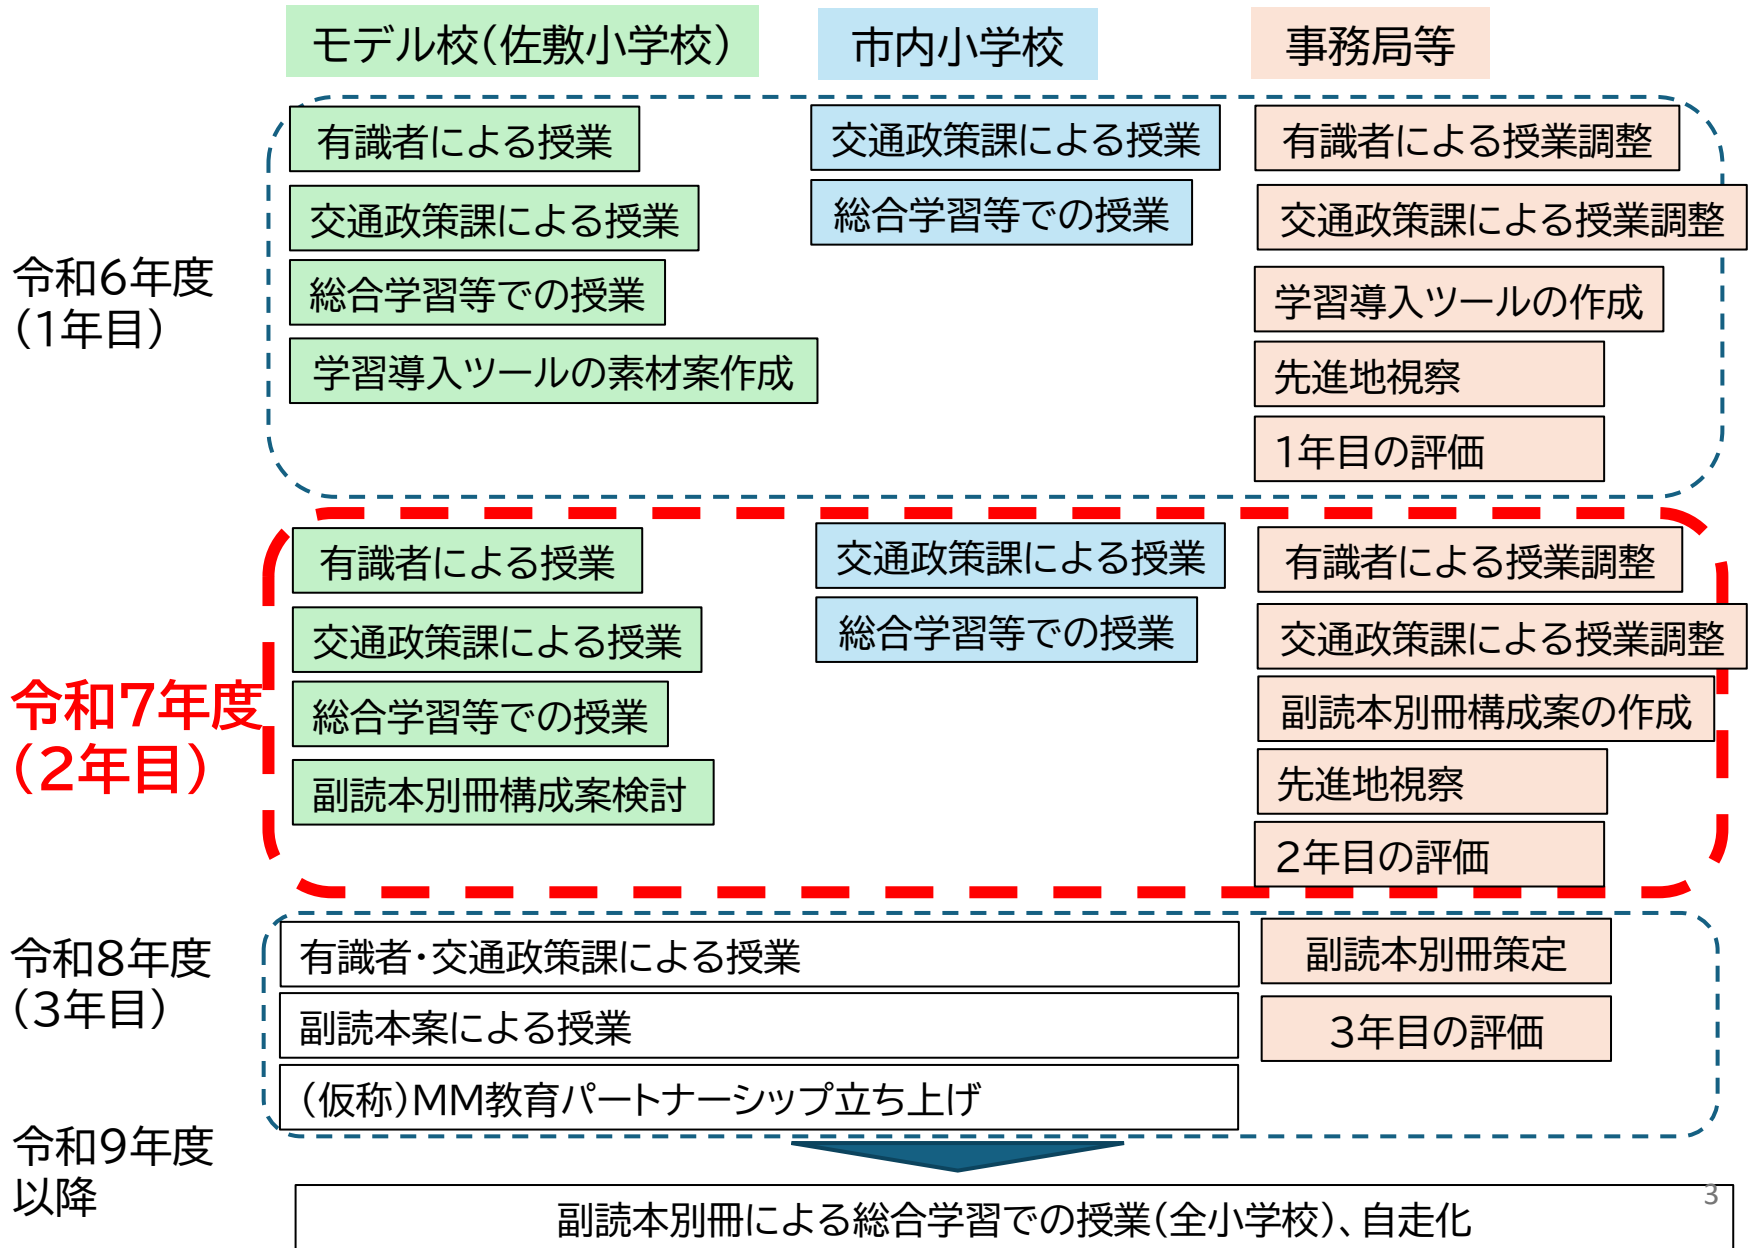 モデル校(佐敷小学校)
市内小学校
事務局等
令和6年度
(1年目)
有識者による授業
交通政策課による授業
総合学習等での授業
学習導入ツールの素材案作成
交通政策課による授業
総合学習等での授業
有識者による授業調整
交通政策課による授業調整
学習導入ツールの作成
先進地視察
1年目の評価
令和7年度
(2年目)
有識者による授業
交通政策課による授業
総合学習等での授業
副読本別冊構成案検討
交通政策課による授業
総合学習等での授業
有識者による授業調整
交通政策課による授業調整
副読本別冊構成案の作成
先進地視察
2年目の評価
令和8年度
(3年目)
有識者・交通政策課による授業
副読本案による授業
(仮称)MM教育パートナーシップ立ち上げ
副読本別冊策定
3年目の評価
令和9年度
以降
副読本別冊による総合学習での授業(全小学校)、自走化
3